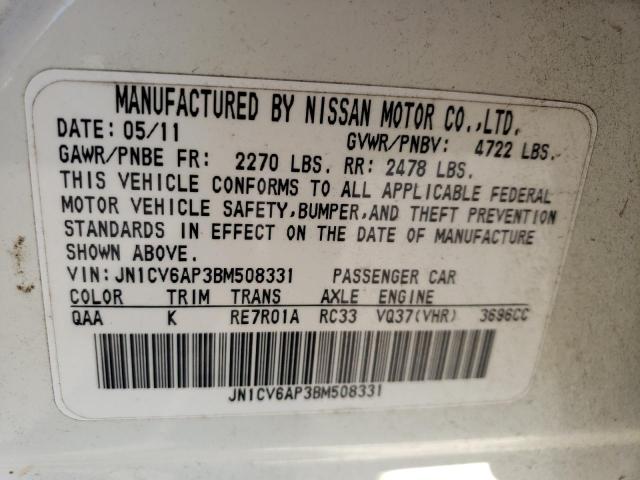 MANUFACTURED BY NISSAN MOTOR CO.,LTD.
DATE: 05/11 GVWR/PNBV: 4722 LBS.
GAWR/PNBE FR: 2270 LBS. RR: 2478 LBS.
THIS VEHICLE CONFORMS TO ALL APPLICABLE FEDERAL
MOTOR VEHICLE SAFETY,BUMPER,AND THEFT PREVENTION
STANDARDS IN EFFECT ON THE DATE OF MANUFACTURE
SHOWN ABOVE.
VIN:JN1CV6AP3BM508331 PASSENGER CAR
COLOR TRIM TRANS AXLE ENGINE
QAA K RE7R01A RC33 VQ37(VHR) 3696CC
JN1CV6AP3BM508331